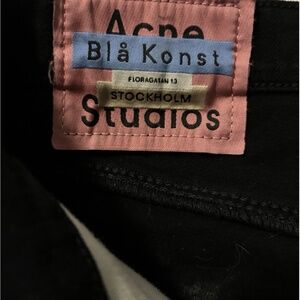 Acne
Blå Konst
FLORAGATAN 13
STOCKHOLM
Studios